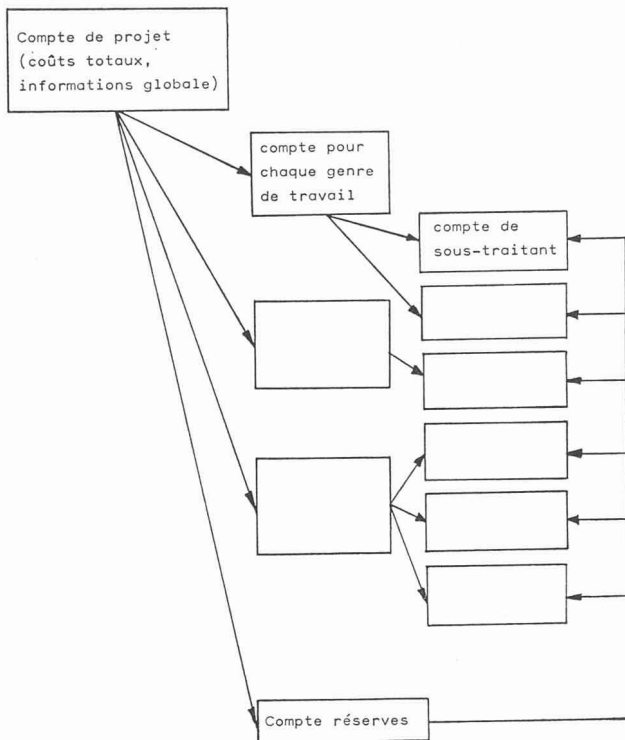 Compte de projet
(coûts totaux,
informations globale)
compte pour
chaque genre
de travail
compte de
sous-traitant
Compte réserves